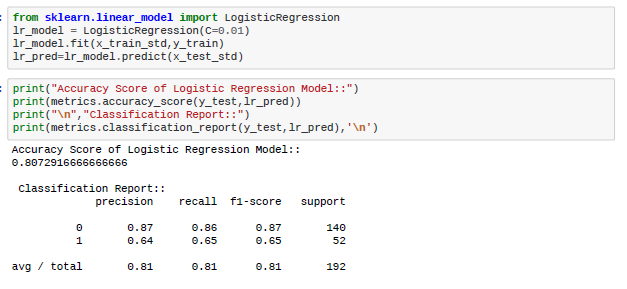 from sklearn.linear_model import LogisticRegression
lr_model = LogisticRegression(C=0.01)
lr_model.fit(x_train_std,y_train)
lr_pred=lr_model.predict(x_test_std)
print("Accuracy Score of Logistic Regression Model::")
print(metrics.accuracy_score(y_test,lr_pred))
print("\n","Classification Report::")
print(metrics.classification_report(y_test,lr_pred),'\n')
Accuracy Score of Logistic Regression Model::
0.8072916666666666
Classification Report::
precision recall f1-score support
0 0.87 0.86 0.87 140
1 0.64 0.65 0.65 52
avg / total 0.81 0.81 0.81 192